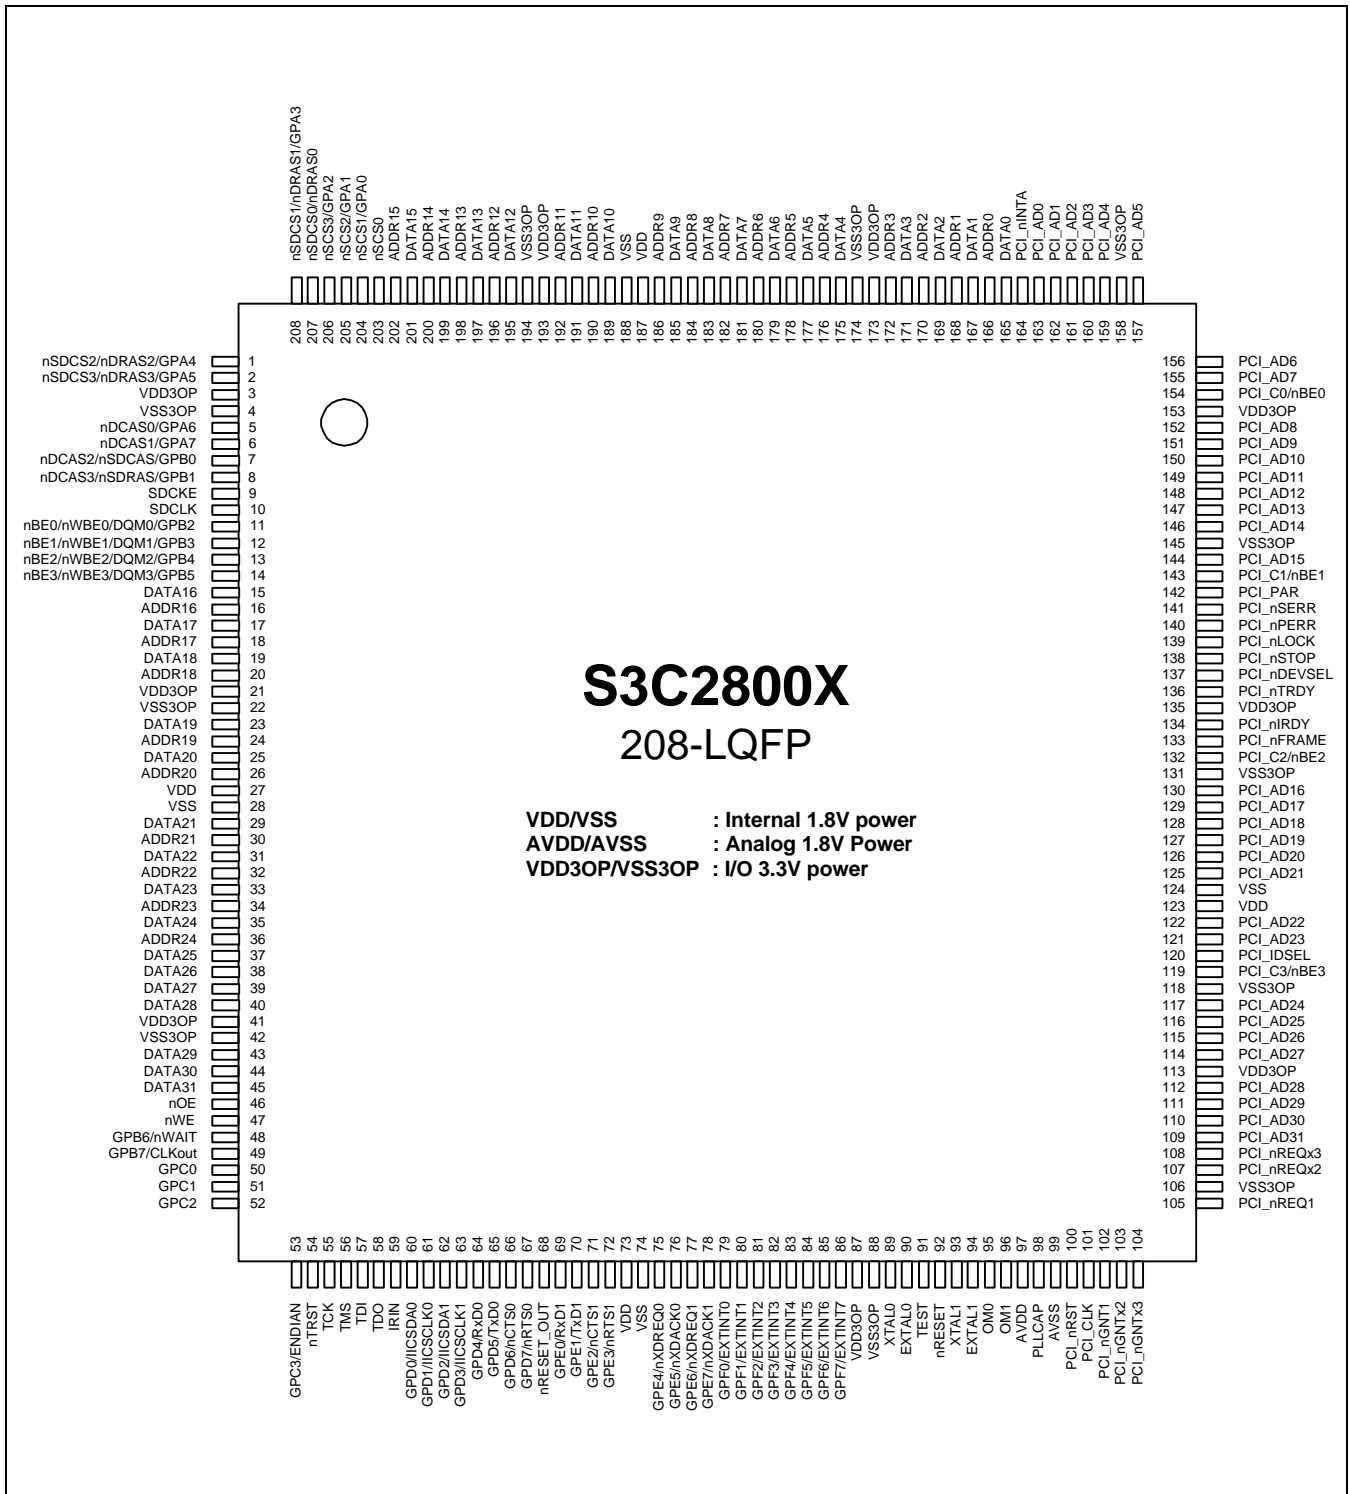 nSDCS1/nDRAS1/GPA3
nSDCS0/nDRAS0
nSCS3/GPA2
nSCS2/GPA1
nSCS1/GPA0
nSCS0
ADDR15
DATA15
ADDR14
DATA14
ADDR13
DATA13
ADDR12
DATA12
VSS3OP
VDD3OP
ADDR11
DATA11
ADDR10
DATA10
VSS
VDD
ADDR9
DATA9
ADDR8
DATA8
ADDR7
DATA7
ADDR6
DATA6
ADDR5
DATA5
ADDR4
DATA4
VSS3OP
VDD3OP
ADDR3
DATA3
ADDR2
DATA2
ADDR1
DATA1
ADDR0
DATA0
PCI_nINTA
PCI_AD0
PCI_AD1
PCI_AD2
PCI_AD3
PCI_AD4
VSS3OP
PCI_AD5
208
207
206
205
204
203
202
201
200
199
198
197
196
195
194
193
192
191
190
189
188
187
186
185
184
183
182
181
180
179
178
177
176
175
174
173
172
171
170
169
168
167
166
165
164
163
162
161
160
159
158
157
nSDCS2/nDRAS2/GPA4 1
nSDCS3/nDRAS3/GPA5 2
VDD3OP 3
VSS3OP 4
nDCAS0/GPA6 5
nDCAS1/GPA7 6
nDCAS2/nSDCAS/GPB0 7
nDCAS3/nSDRAS/GPB1 8
SDCKE 9
SDCLK 10
nBE0/nWBE0/DQM0/GPB2 11
nBE1/nWBE1/DQM1/GPB3 12
nBE2/nWBE2/DQM2/GPB4 13
nBE3/nWBE3/DQM3/GPB5 14
DATA16 15
ADDR16 16
DATA17 17
ADDR17 18
DATA18 19
ADDR18 20
VDD3OP 21
VSS3OP 22
DATA19 23
ADDR19 24
DATA20 25
ADDR20 26
VDD 27
VSS 28
DATA21 29
ADDR21 30
DATA22 31
ADDR22 32
DATA23 33
ADDR23 34
DATA24 35
ADDR24 36
DATA25 37
DATA26 38
DATA27 39
DATA28 40
VDD3OP 41
VSS3OP 42
DATA29 43
DATA30 44
DATA31 45
nOE 46
nWE 47
GPB6/nWAIT 48
GPB7/CLKout 49
GPC0 50
GPC1 51
GPC2 52
S3C2800X
208-LQFP
VDD/VSS : Internal 1.8V power
AVDD/AVSS : Analog 1.8V Power
VDD3OP/VSS3OP : I/O 3.3V power
156 PCI_AD6
155 PCI_AD7
154 PCI_C0/nBE0
153 VDD3OP
152 PCI_AD8
151 PCI_AD9
150 PCI_AD10
149 PCI_AD11
148 PCI_AD12
147 PCI_AD13
146 PCI_AD14
145 VSS3OP
144 PCI_AD15
143 PCI_C1/nBE1
142 PCI_PAR
141 PCI_nSERR
140 PCI_nPERR
139 PCI_nLOCK
138 PCI_nSTOP
137 PCI_nDEVSEL
136 PCI_nTRDY
135 VDD3OP
134 PCI_nIRDY
133 PCI_nFRAME
132 PCI_C2/nBE2
131 VSS3OP
130 PCI_AD16
129 PCI_AD17
128 PCI_AD18
127 PCI_AD19
126 PCI_AD20
125 PCI_AD21
124 VSS
123 VDD
122 PCI_AD22
121 PCI_AD23
120 PCI_IDSEL
119 PCI_C3/nBE3
118 VSS3OP
117 PCI_AD24
116 PCI_AD25
115 PCI_AD26
114 PCI_AD27
113 VDD3OP
112 PCI_AD28
111 PCI_AD29
110 PCI_AD30
109 PCI_AD31
108 PCI_nREQx3
107 PCI_nREQx2
106 VSS3OP
105 PCI_nREQ1
53
54
55
56
57
58
59
60
61
62
63
64
65
66
67
68
69
70
71
72
73
74
75
76
77
78
79
80
81
82
83
84
85
86
87
88
89
90
91
92
93
94
95
96
97
98
99
100
101
102
103
104
GPC3/ENDIAN
nTRST
TCK
TMS
TDI
TDO
IRIN
GPD0/IICSDA0
GPD1/IICSCLK0
GPD2/IICSDA1
GPD3/IICSCLK1
GPD4/RxD0
GPD5/TxD0
GPD6/nCTS0
GPD7/nRTS0
nRESET_OUT
GPE0/RxD1
GPE1/TxD1
GPE2/nCTS1
GPE3/nRTS1
VDD
VSS
GPE4/nXDREQ0
GPE5/nXDACK0
GPE6/nXDREQ1
GPE7/nXDACK1
GPF0/EXTINT0
GPF1/EXTINT1
GPF2/EXTINT2
GPF3/EXTINT3
GPF4/EXTINT4
GPF5/EXTINT5
GPF6/EXTINT6
GPF7/EXTINT7
VDD3OP
VSS3OP
XTAL0
EXTAL0
TEST
nRESET
XTAL1
EXTAL1
OM0
OM1
AVDD
PLLCAP
AVSS
PCI_nRST
PCI_CLK
PCI_nGNT1
PCI_nGNTx2
PCI_nGNTx3